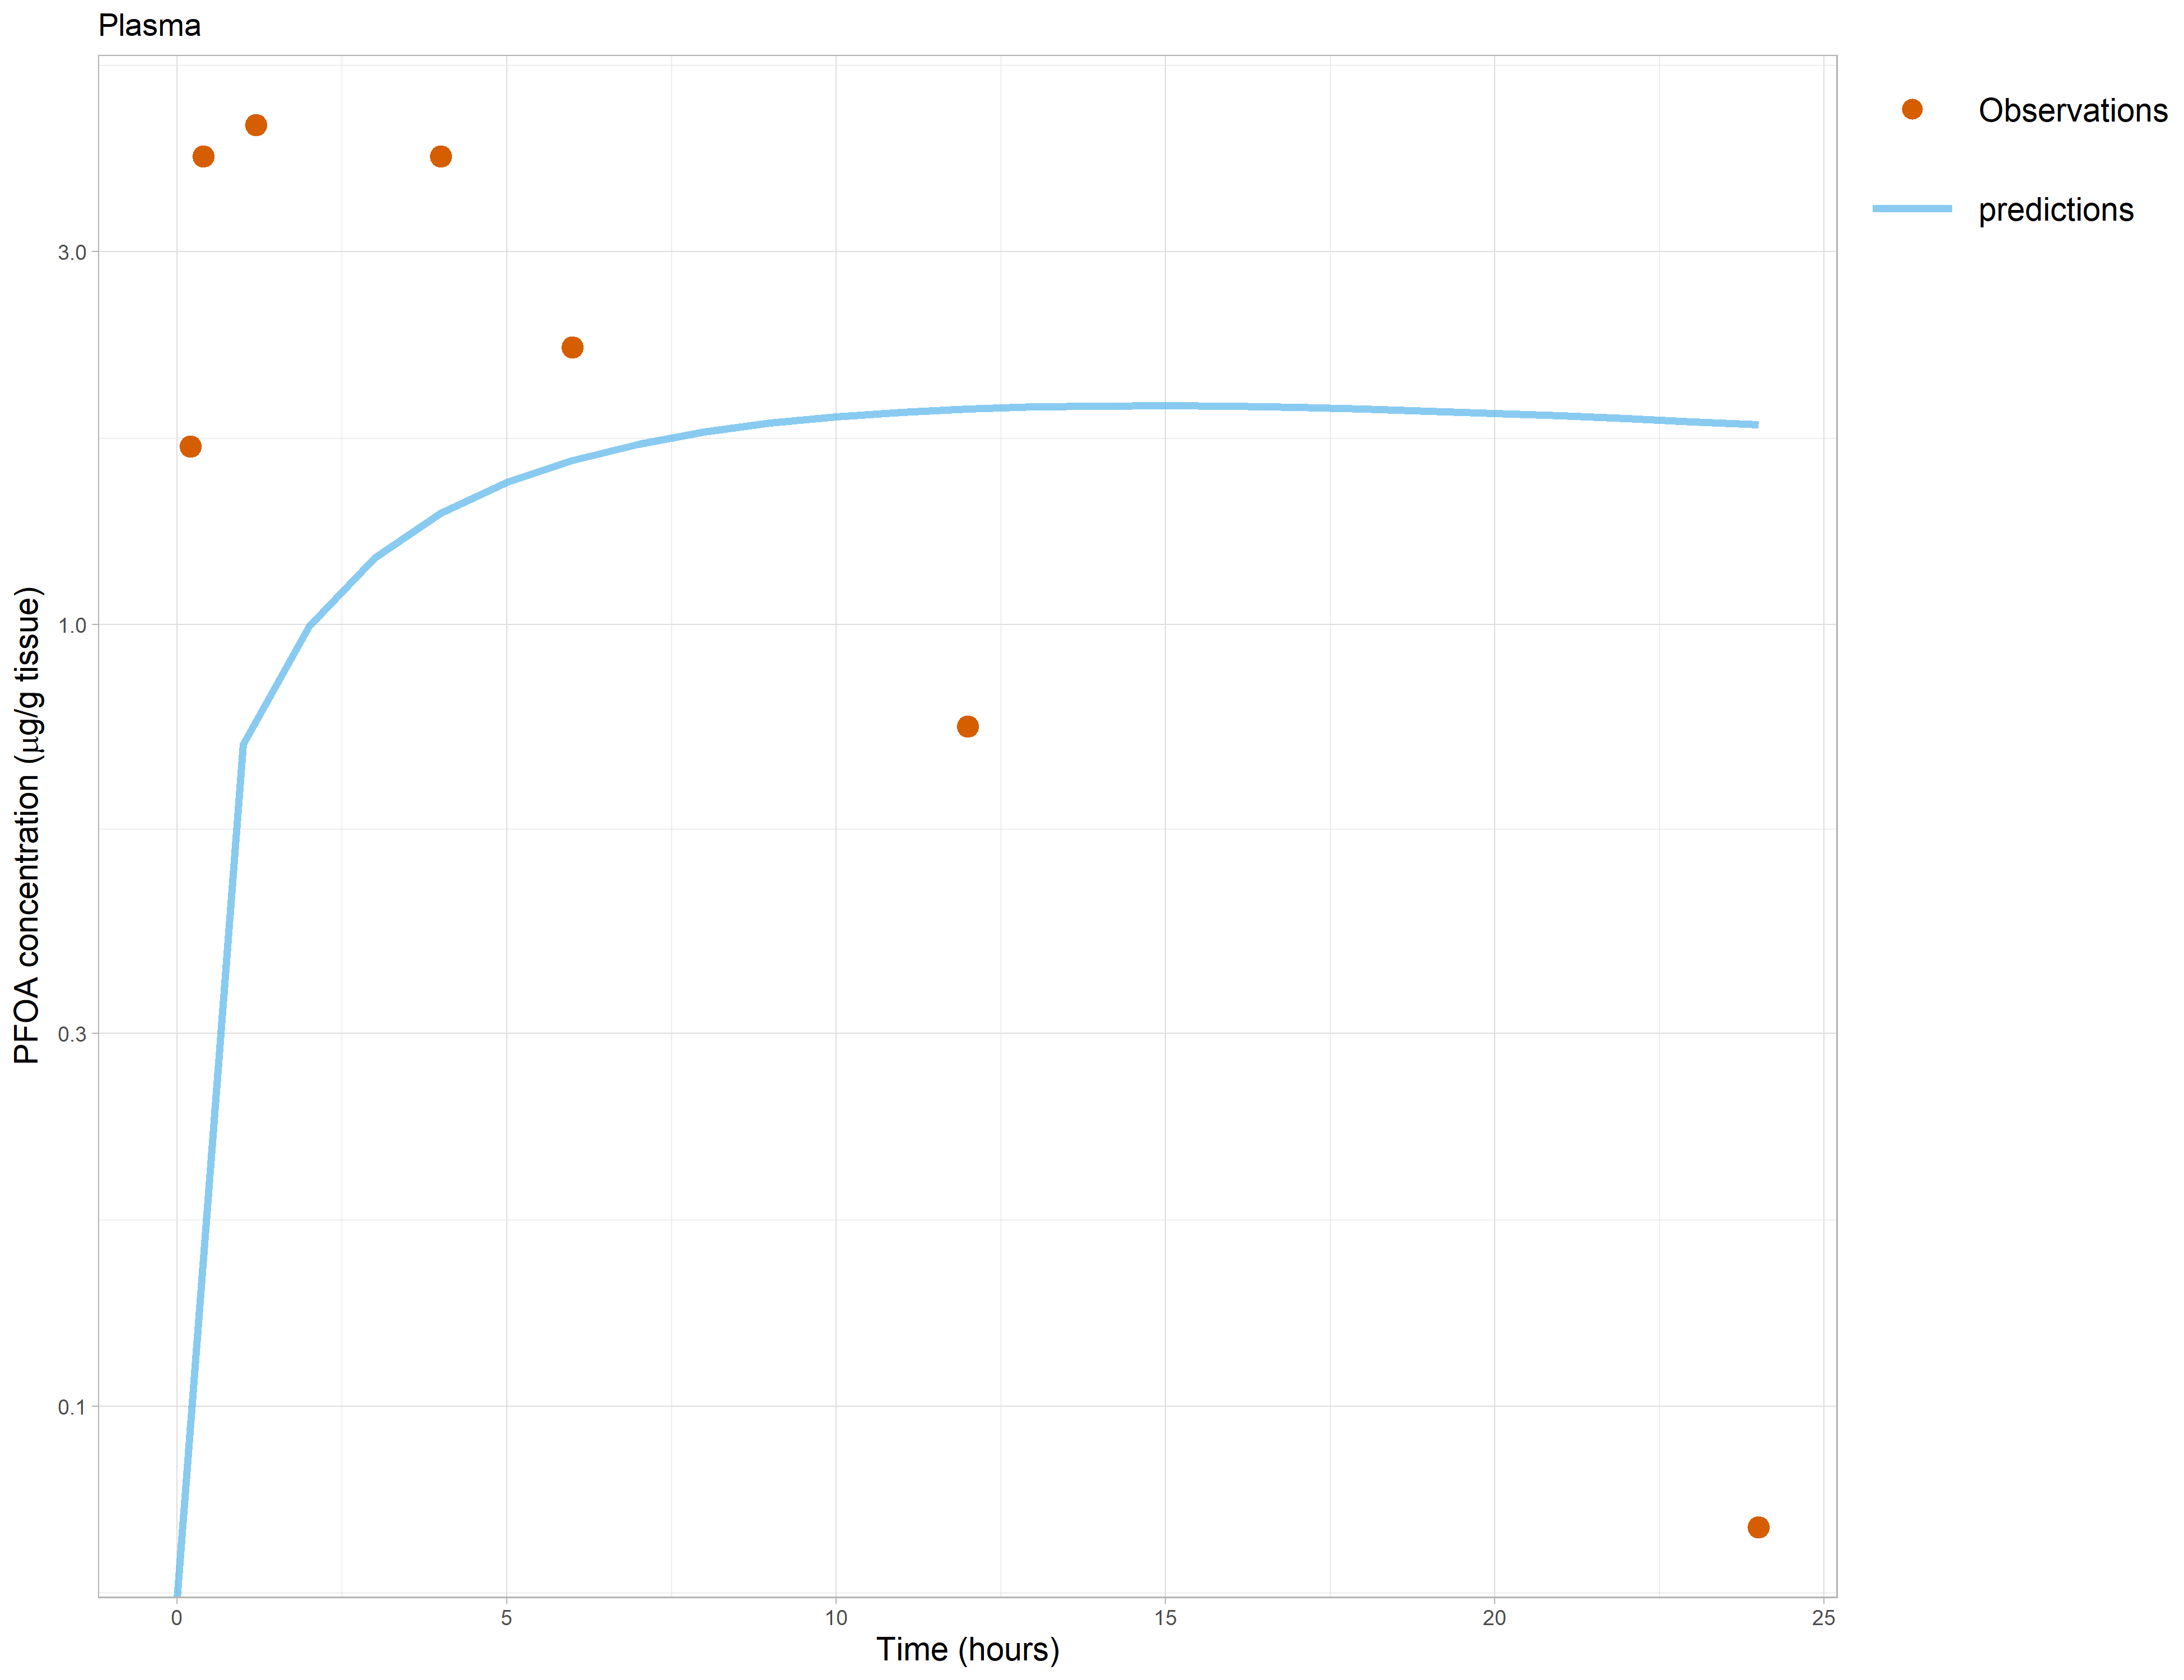 Plasma
Observations
predictions
PFOA concentration (μg/g tissue)
3.0
1.0
0.3
0.1
0 5 10 15 20 25
Time (hours)